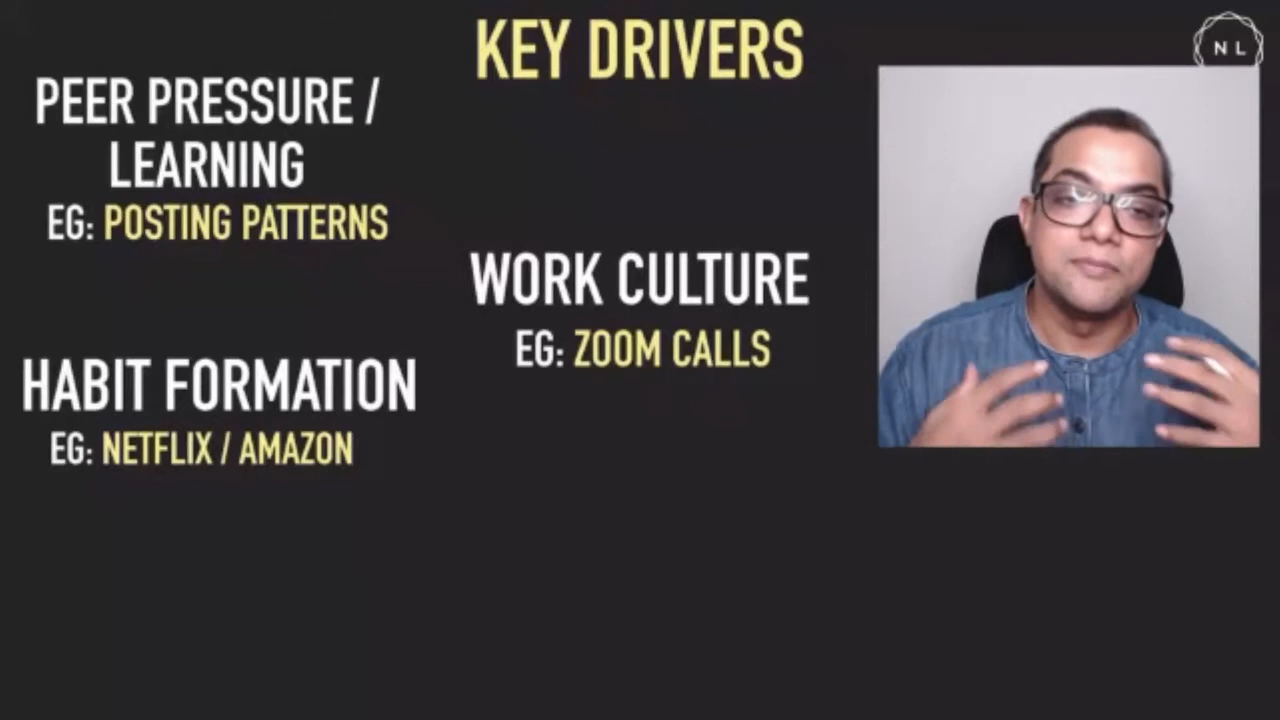 KEY DRIVERS
NL
PEER PRESSURE /
LEARNING
EG: POSTING PATTERNS
WORK CULTURE
EG: ZOOM CALLS
HABIT FORMATION
EG: NETFLIX / AMAZON